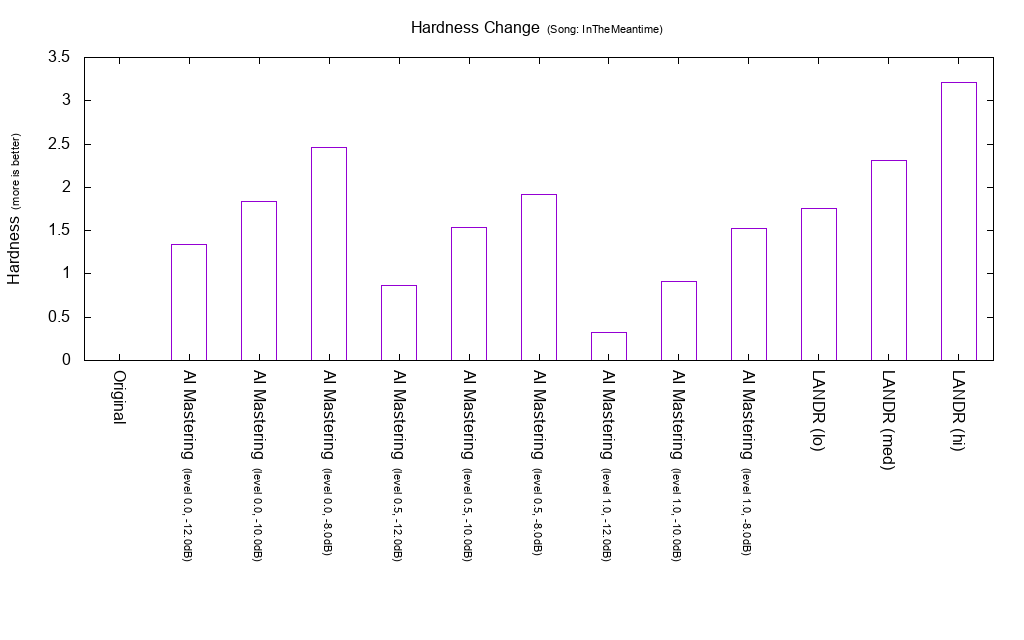 Hardness Change (Song: InTheMeantime)
Hardness (more is better)
3.5
3
2.5
2
1.5
1
0.5
0
Original
AI Mastering (level 0.0, -12.0dB)
AI Mastering (level 0.0, -10.0dB)
AI Mastering (level 0.0, -8.0dB)
AI Mastering (level 0.5, -12.0dB)
AI Mastering (level 0.5, -10.0dB)
AI Mastering (level 0.5, -8.0dB)
AI Mastering (level 1.0, -12.0dB)
AI Mastering (level 1.0, -10.0dB)
AI Mastering (level 1.0, -8.0dB)
LANDR (lo)
LANDR (med)
LANDR (hi)